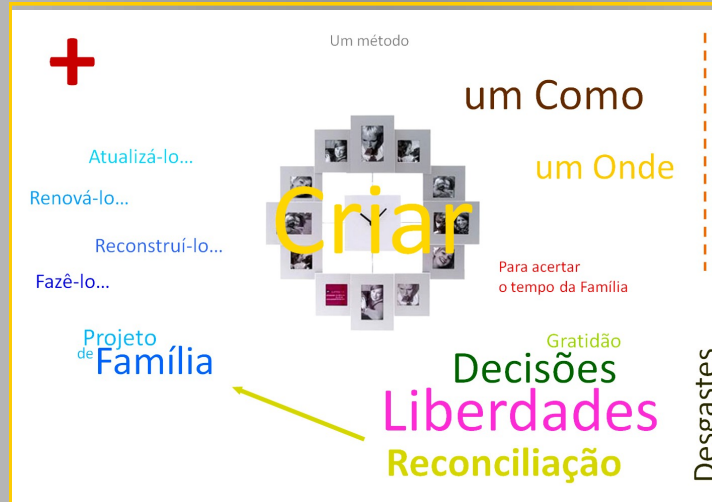 Um método
+
um Como
Atualizá-lo...
um Onde
Renová-lo...
Criar
Reconstruí-lo...
Fazê-lo...
Para acertar
o tempo da Família
Projeto
de Família
Gratidão
Decisões
Liberdades
Reconciliação
Desgastes